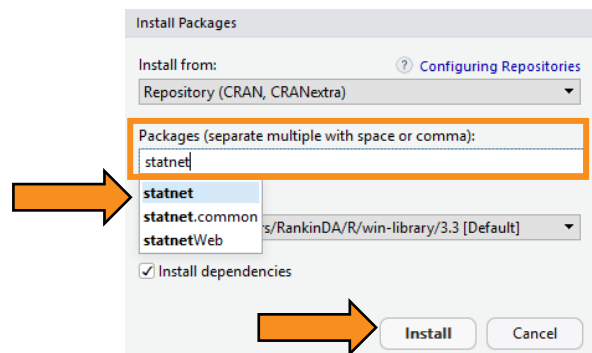 Install Packages
Install from:
? Configuring Repositories
Repository (CRAN, CRANextra)
Packages (separate multiple with space or comma):
statnet
statnet
statnet.common
statnetWeb
/RankinDA/R/win-library/3.3 [Default]
Install dependencies
Install
Cancel